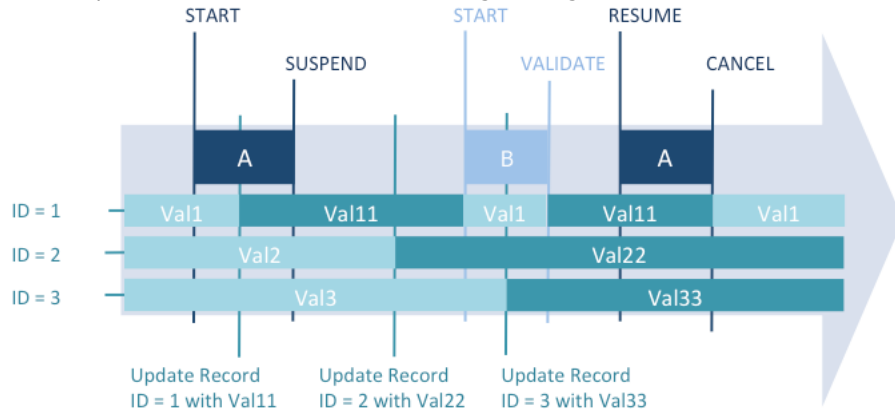 START
START
RESUME
SUSPEND
VALIDATE
CANCEL
A
B
A
ID = 1
Val1
Val11
Val1
Val11
Val1
ID = 2
Val2
Val22
ID = 3
Val3
Val33
Update Record
ID = 1 with Val11
Update Record
ID = 2 with Val22
Update Record
ID = 3 with Val33